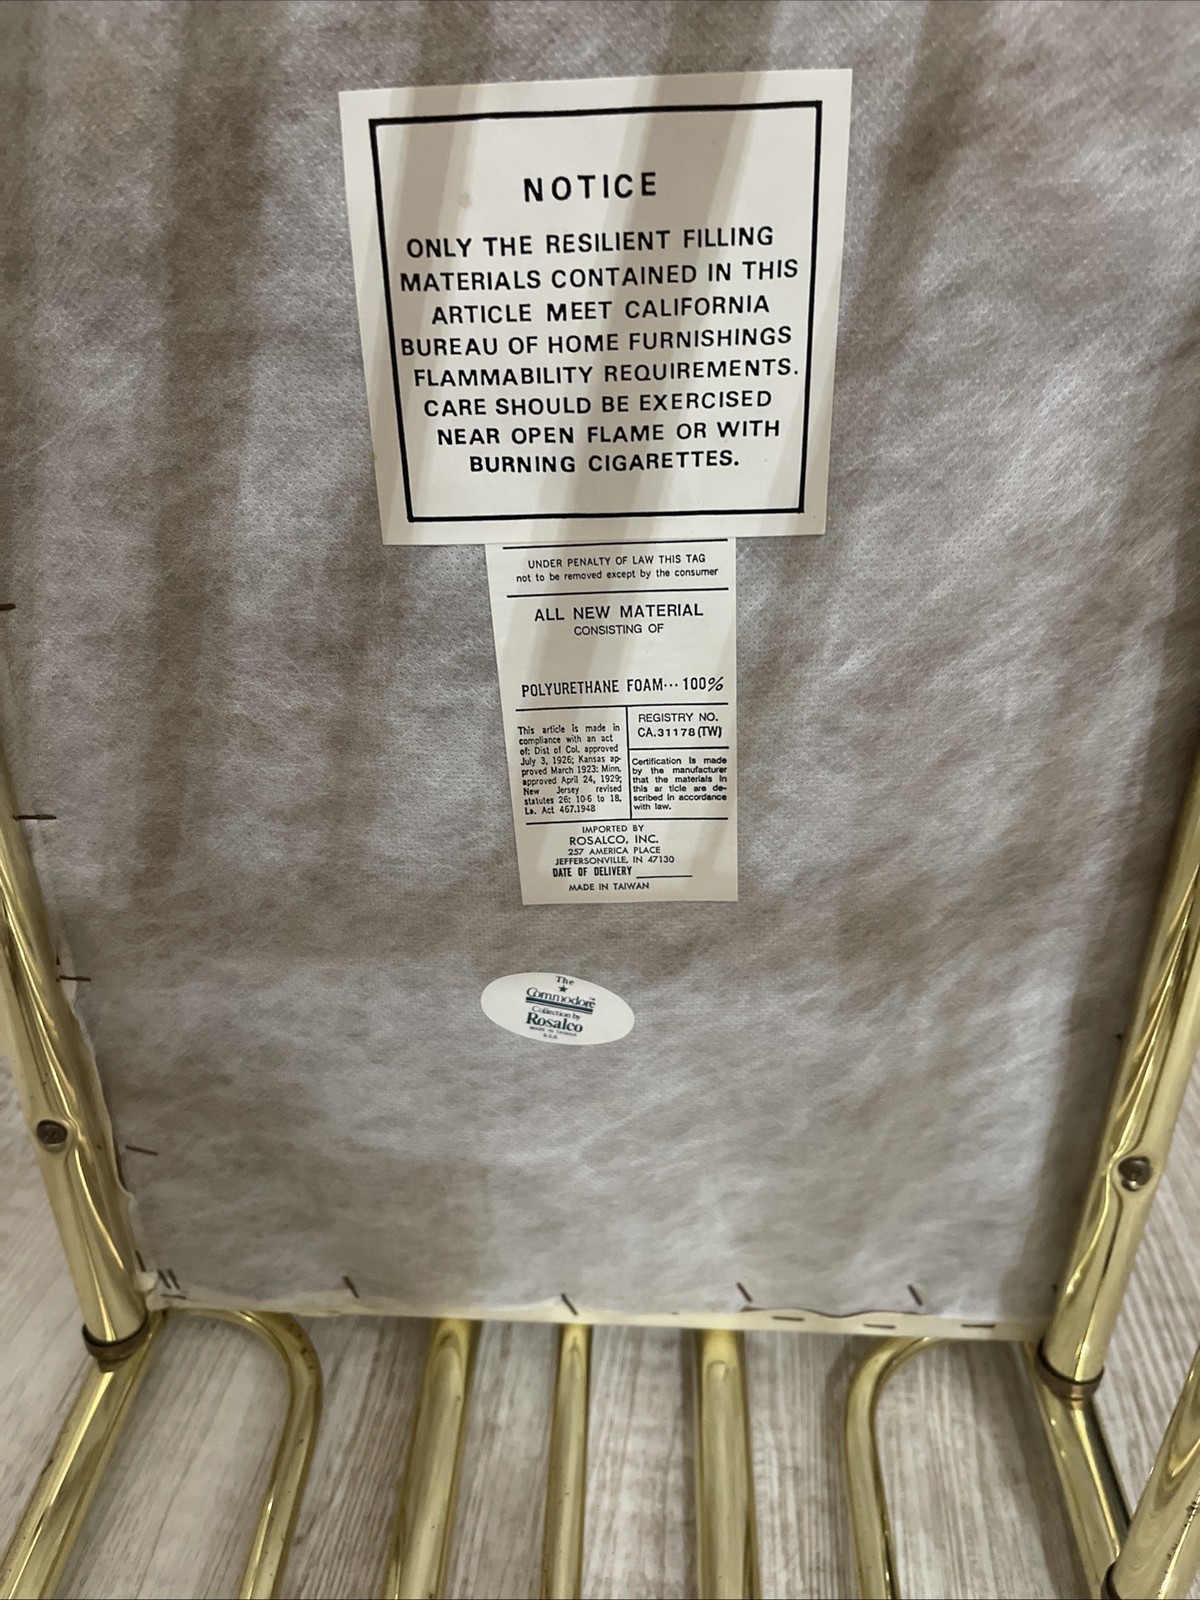 NOTICE
ONLY THE RESILIENT FILLING
MATERIALS CONTAINED IN THIS
ARTICLE MEET CALIFORNIA
BUREAU OF HOME FURNISHINGS
FLAMMABILITY REQUIREMENTS.
CARE SHOULD BE EXERCISED
NEAR OPEN FLAME OR WITH
BURNING CIGARETTES.
UNDER PENALTY OF LAW THIS TAG
not to be removed except by the consumer
ALL NEW MATERIAL
CONSISTING OF
POLYURETHANE FOAM··· 100%
This article is made in
compliance with an act
of: Dist of Col. approved
July 3, 1926; Kansas ap-
proved March 1923: Minn.
approved April 24, 1929;
New Jersey revised
statutes 26: 10-6 to 18.
La. Act 467.1948
REGISTRY NO.
CA.31178 (TW)
Certification is made
by the manufacturer
that the materials in
this ar ticle are de-
scribed in accordance
with law.
IMPORTED BY
ROSALCO, INC.
257 AMERICA PLACE
JEFFERSONVILLE, IN 47130
DATE OF DELIVERY
MADE IN TAIWAN
The
Commodore™
Collection by
Rosalco
MADE IN TAIWAN
R.O.C.